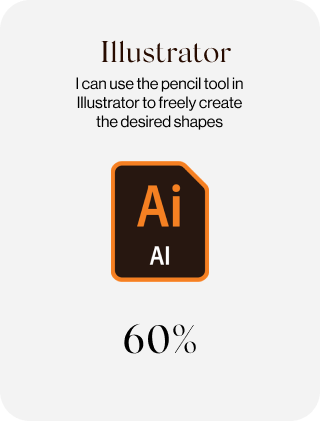 Illustrator
I can use the pencil tool in
Illustrator to freely create
the desired shapes
Ai
AI
60%